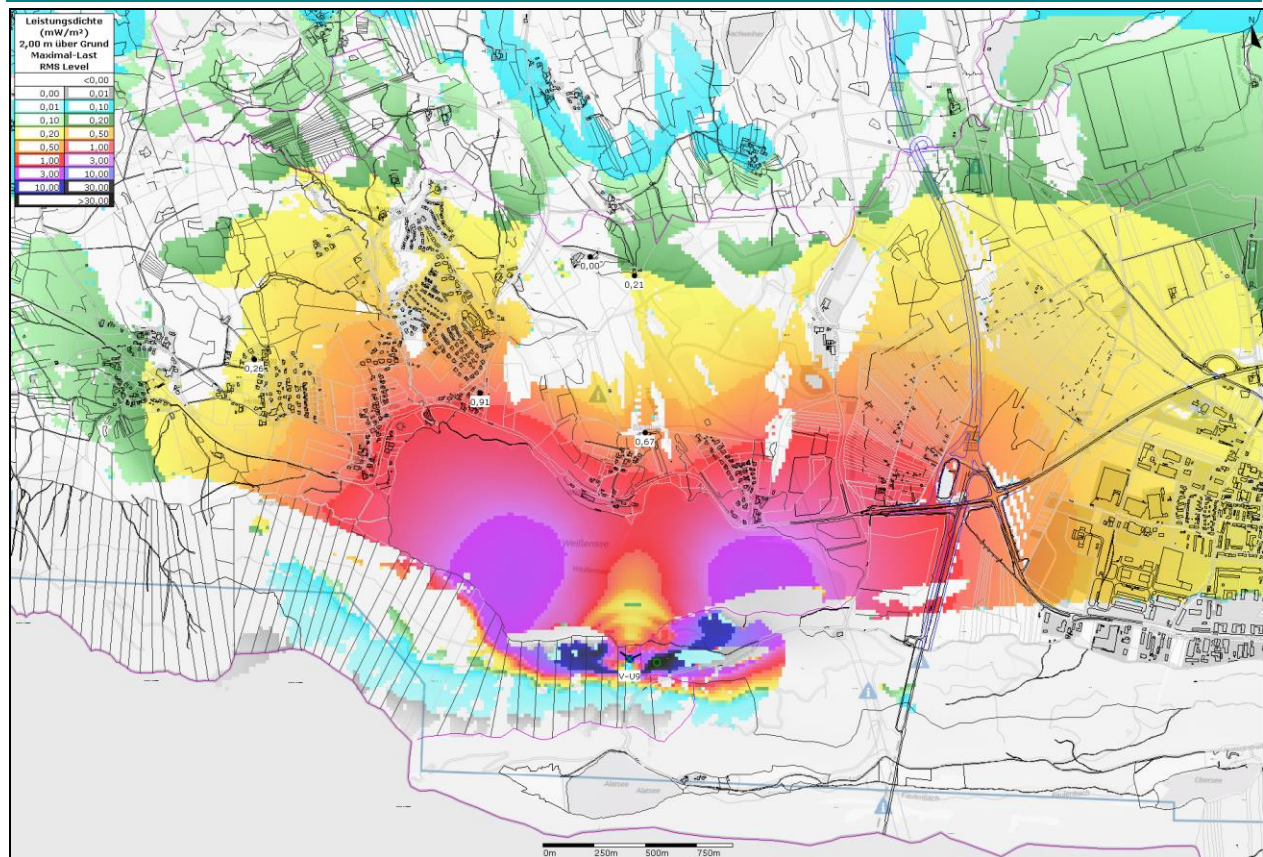 Leistungsdichte
(mW/m²)
2,00 m über Grund
Maximal-Last
RMS Level
<0,00
0,00 0,01
0,01 0,10
0,10 0,20
0,20 0,50
0,50 1,00
1,00 3,00
3,00 10,00
10,00 30,00
>30,00
N
0,00
0,21
0,26
0,91
0,67
Weißensee
V-U9
Alatsee
Alatsee
Faulenbach
Obersee
0m 250m 500m 750m